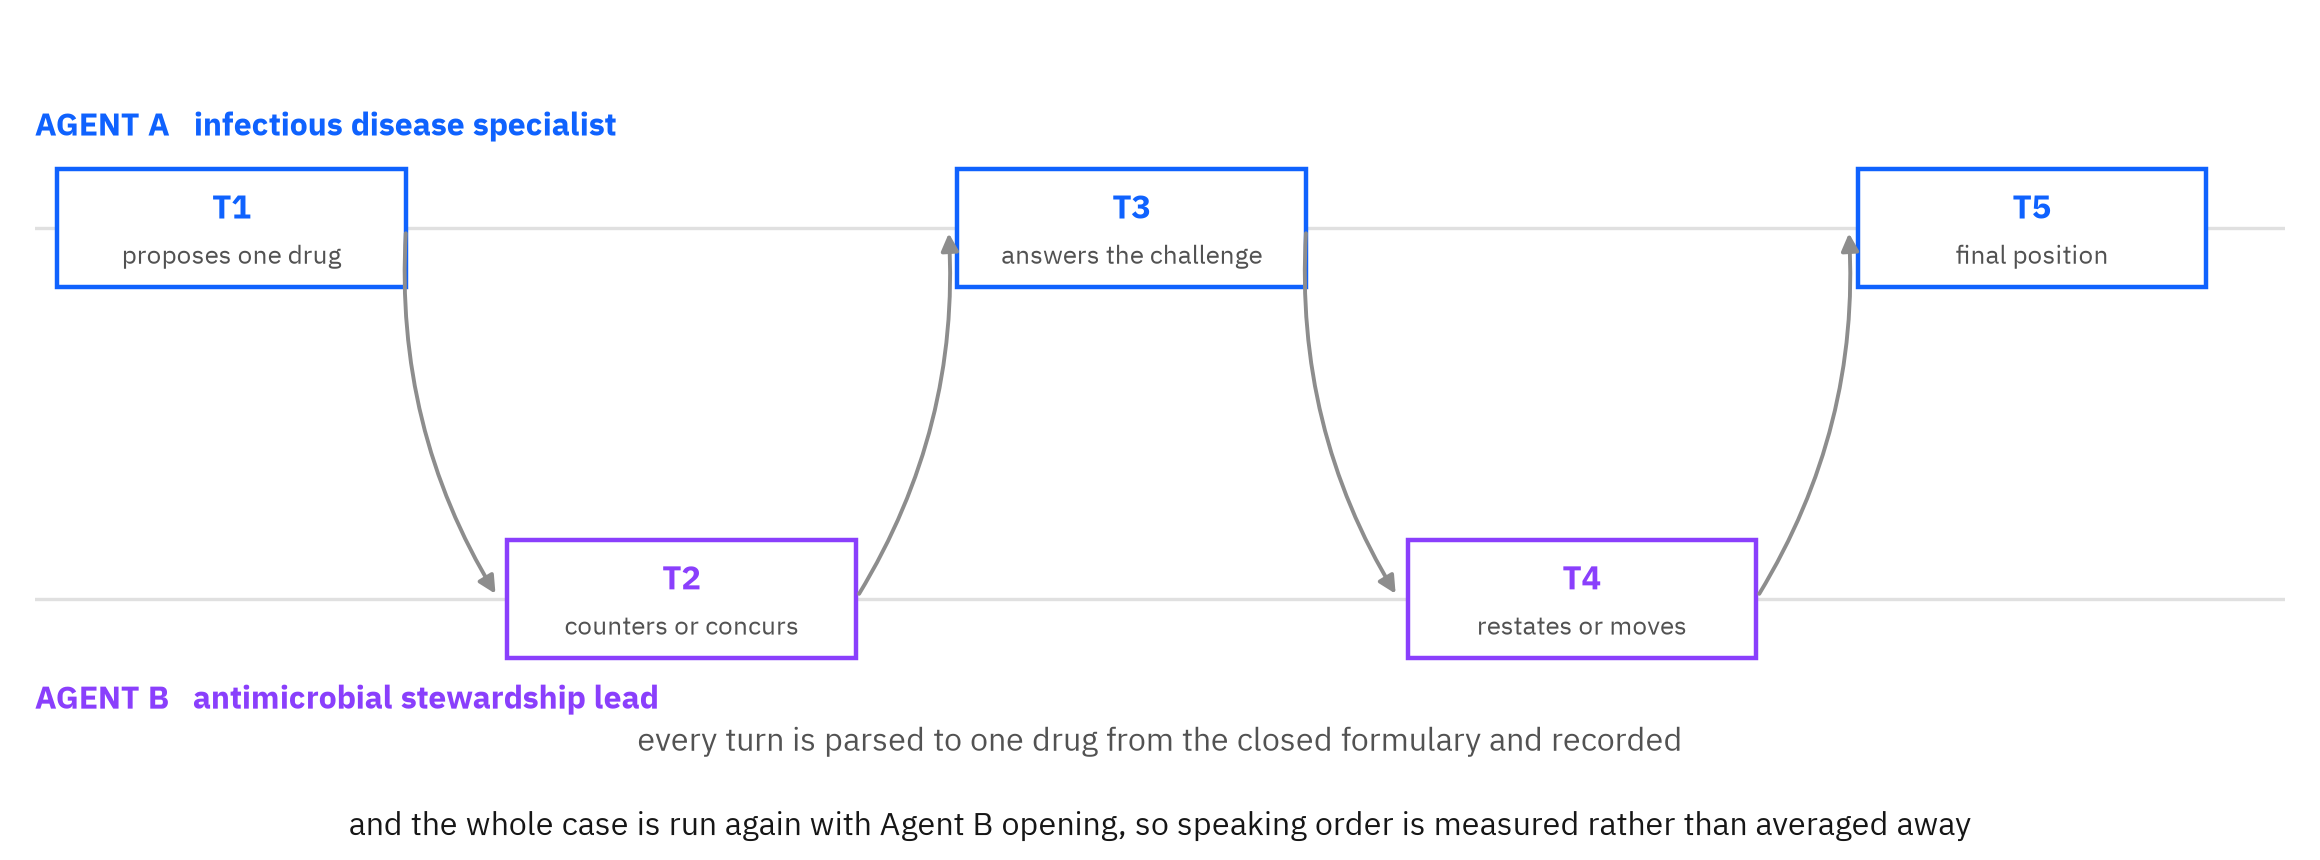 AGENT A infectious disease specialist
T1
proposes one drug
T3
answers the challenge
T5
final position
T2
counters or concurs
T4
restates or moves
AGENT B antimicrobial stewardship lead
every turn is parsed to one drug from the closed formulary and recorded
and the whole case is run again with Agent B opening, so speaking order is measured rather than averaged away